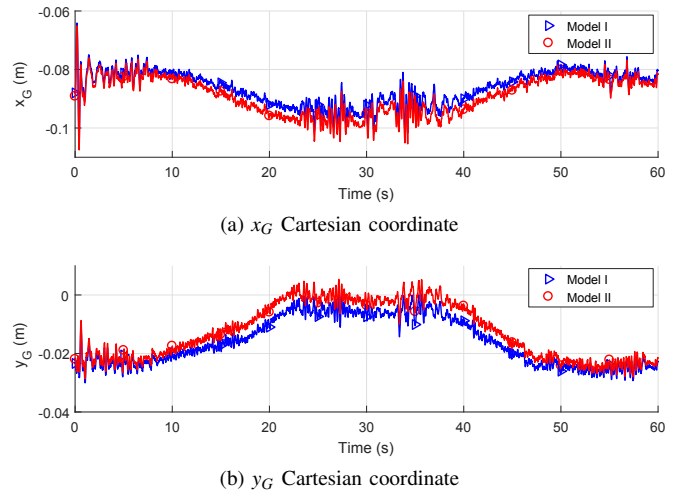 -0.06
-0.08
-0.1
x_G (m)
Model I
Model II
0 10 20 30 40 50 60
Time (s)
(a) x_G Cartesian coordinate
0
-0.02
-0.04
y_G (m)
Model I
Model II
0 10 20 30 40 50 60
Time (s)
(b) y_G Cartesian coordinate